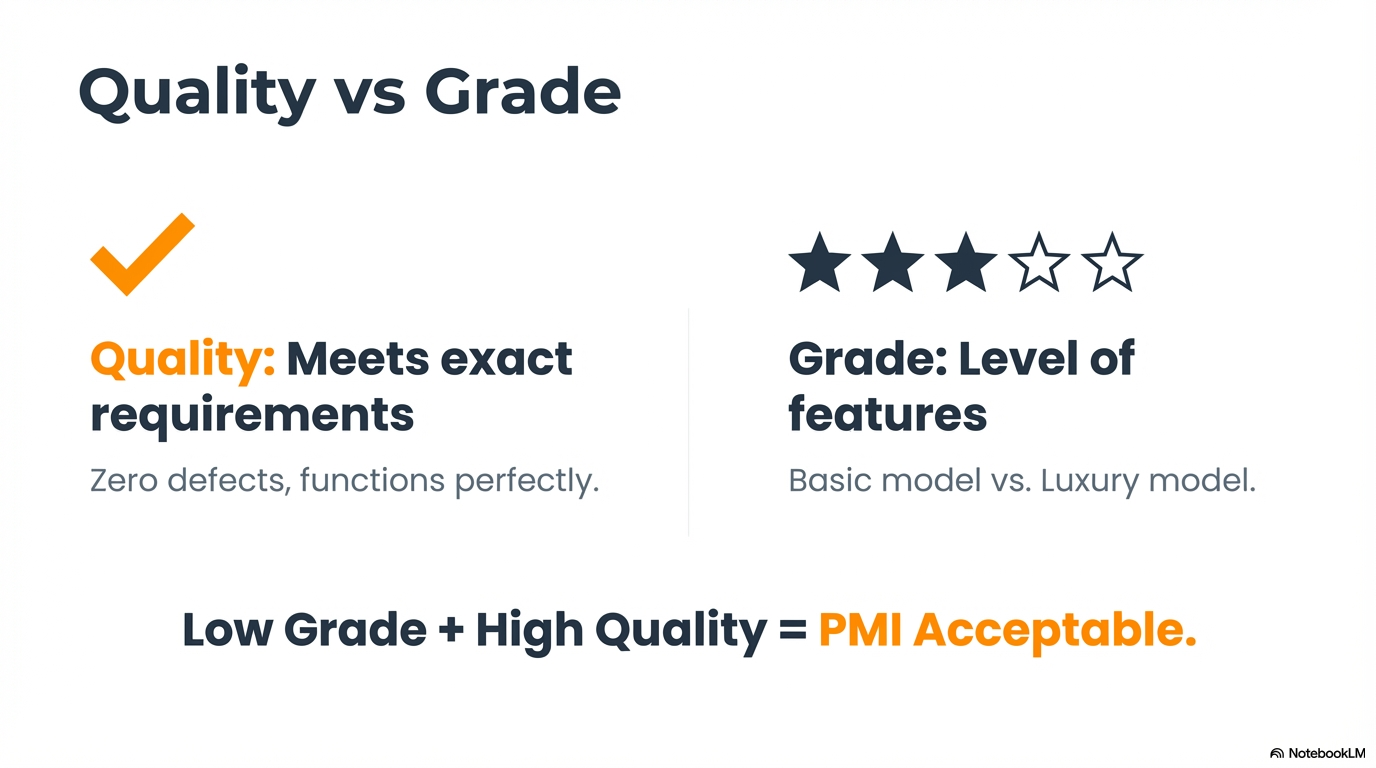 Quality vs Grade
Quality: Meets exact
requirements
Zero defects, functions perfectly.
Grade: Level of
features
Basic model vs. Luxury model.
Low Grade + High Quality = PMI Acceptable.
NotebookLM